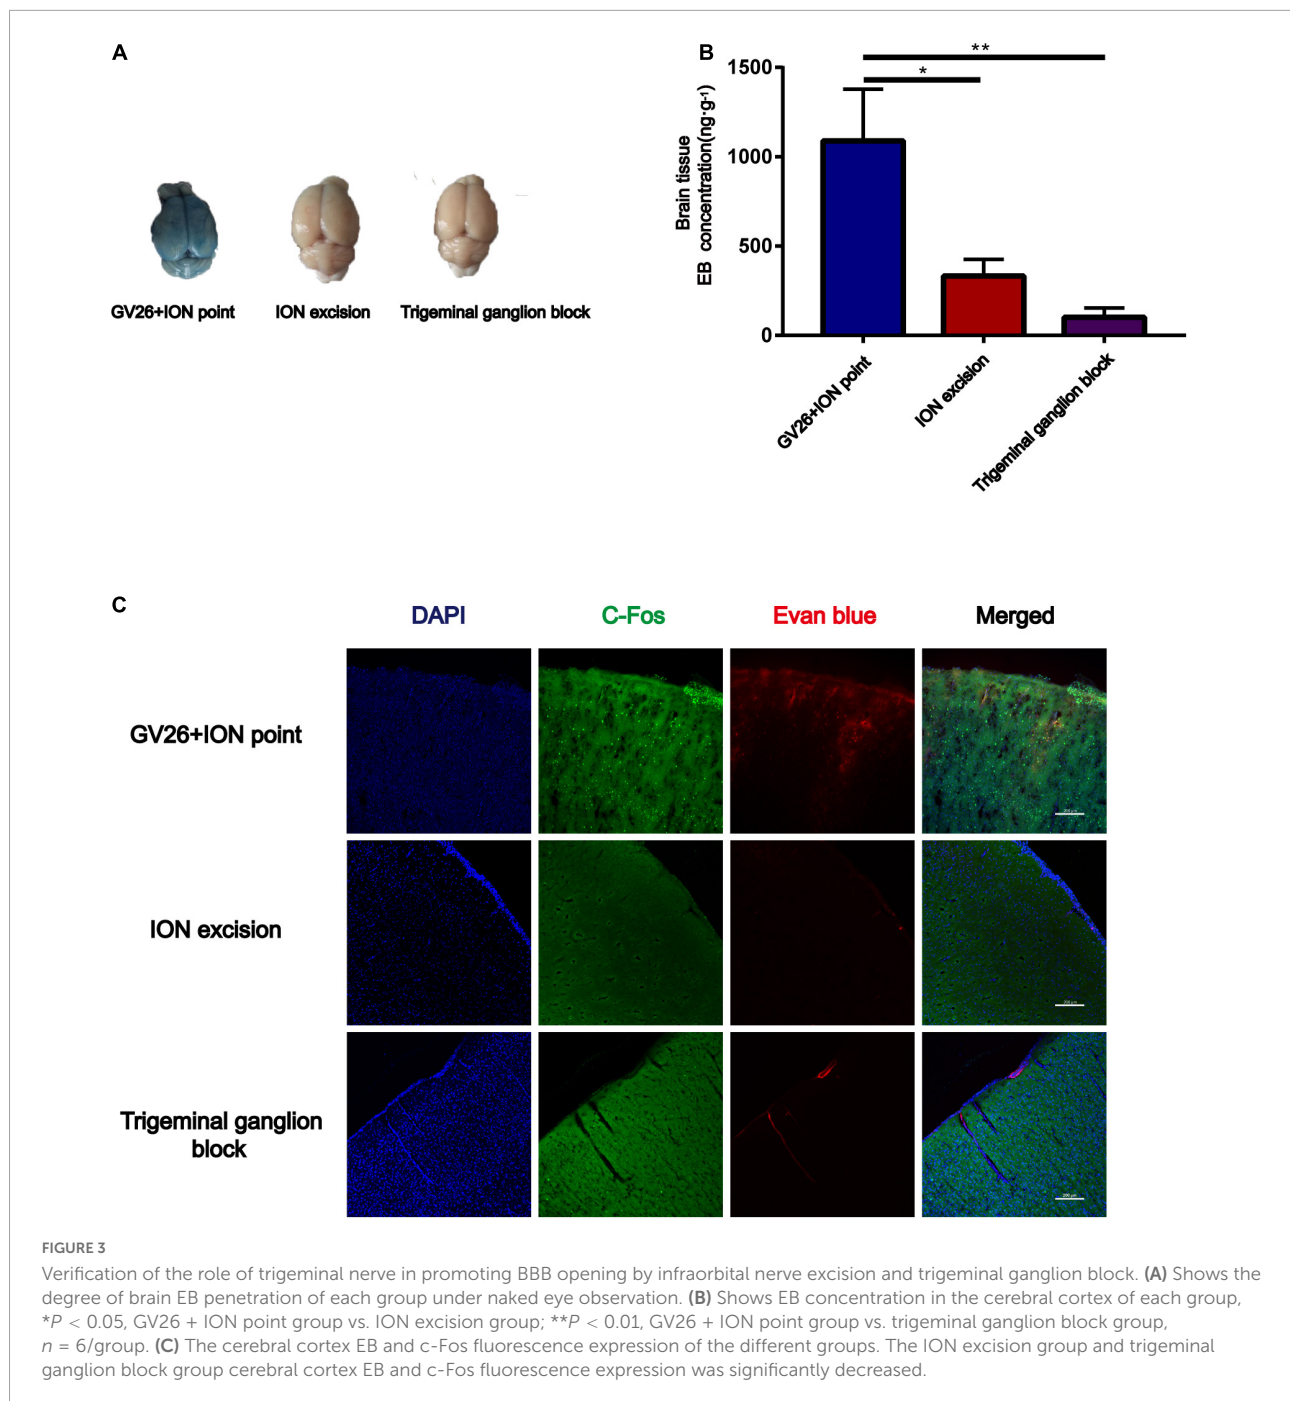 A
GV26+ION point
ION excision
Trigeminal ganglion block
B
**
*
1500
1000
500
0
Brain tissue
EB concentration(ng·g-1)
GV26+ION point
ION excision
Trigeminal ganglion block
C
DAPI
C-Fos
Evan blue
Merged
GV26+ION point
200 μm
ION excision
200 μm
Trigeminal ganglion
block
200 μm
FIGURE 3
Verification of the role of trigeminal nerve in promoting BBB opening by infraorbital nerve excision and trigeminal ganglion block. (A) Shows the
degree of brain EB penetration of each group under naked eye observation. (B) Shows EB concentration in the cerebral cortex of each group,
*P < 0.05, GV26 + ION point group vs. ION excision group; **P < 0.01, GV26 + ION point group vs. trigeminal ganglion block group,
n = 6/group. (C) The cerebral cortex EB and c-Fos fluorescence expression of the different groups. The ION excision group and trigeminal
ganglion block group cerebral cortex EB and c-Fos fluorescence expression was significantly decreased.